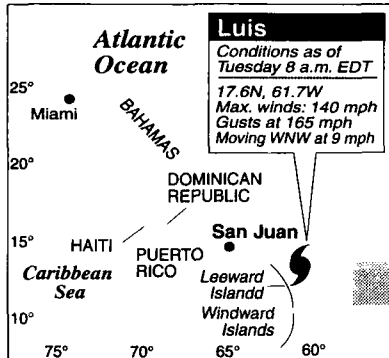 Luis
Conditions as of
Tuesday 8 a.m. EDT
17.6N, 61.7W
Max. winds: 140 mph
Gusts at 165 mph
Moving WNW at 9 mph
Atlantic
Ocean
25°
Miami
BAHAMAS
20°
DOMINICAN
REPUBLIC
San Juan
15°
HAITI
PUERTO
RICO
Caribbean
Sea
Leeward
Islandd
Windward
Islands
10°
75°
70°
65°
60°